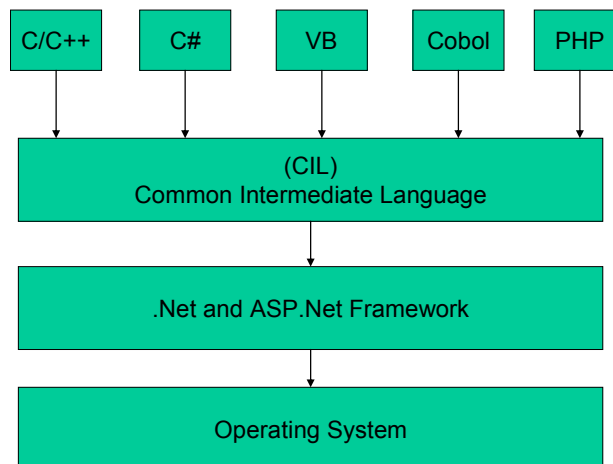 C/C++
C#
VB
Cobol
PHP
(CIL)
Common Intermediate Language
.Net and ASP.Net Framework
Operating System